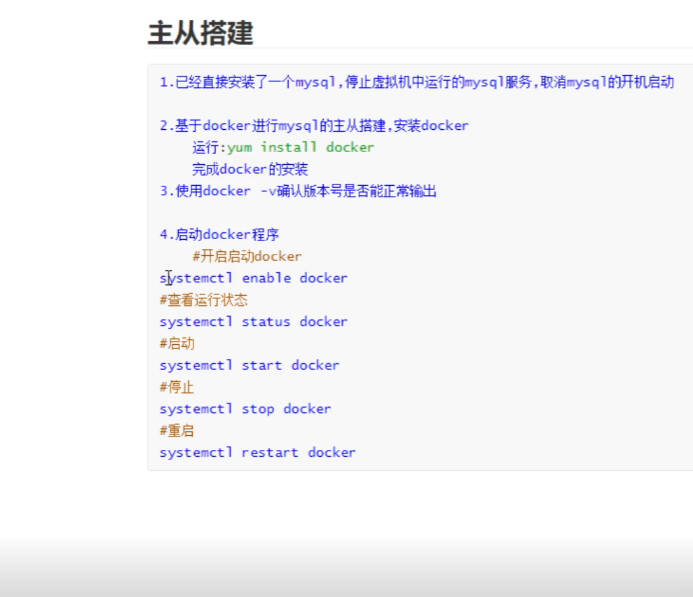 主从搭建
1.已经直接安装了一个mysql,停止虚拟机中运行的mysql服务,取消mysql的开机启动
2.基于docker进行mysql的主从搭建,安装docker
运行:yum install docker
完成docker的安装
3.使用docker -v确认版本号是否能正常输出
4.启动docker程序
#开启启动docker
systemctl enable docker
#查看运行状态
systemctl status docker
#启动
systemctl start docker
#停止
systemctl stop docker
#重启
systemctl restart docker